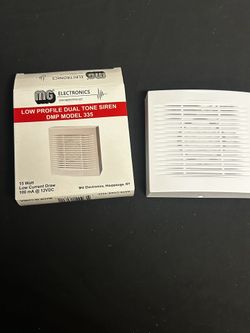 MG ELECTRONICS
LOW PROFILE DUAL TONE SIREN
DMP MODEL 335
15 Watt
Low Current Draw
100 mA @ 12VDC
MG Electronics, Hauppauge, NY